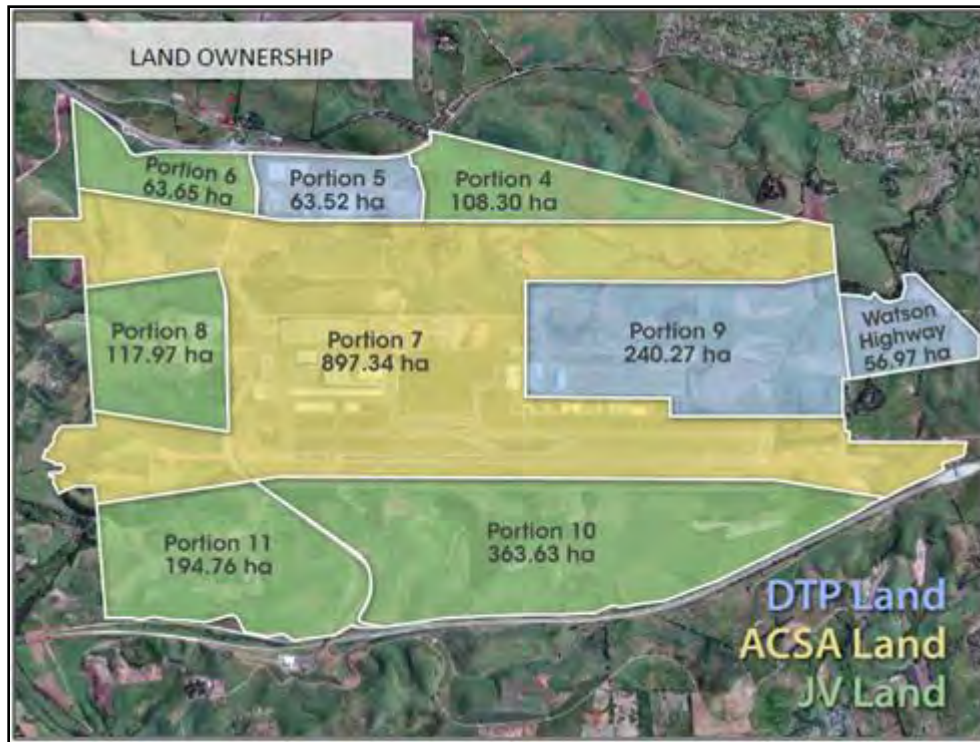 LAND OWNERSHIP
Portion 6
63.65 ha
Portion 5
63.52 ha
Portion 4
108.30 ha
Portion 8
117.97 ha
Portion 7
897.34 ha
Portion 9
240.27 ha
Watson
Highway
56.97 ha
Portion 11
194.76 ha
Portion 10
363.63 ha
DTP Land
ACSA Land
JV Land